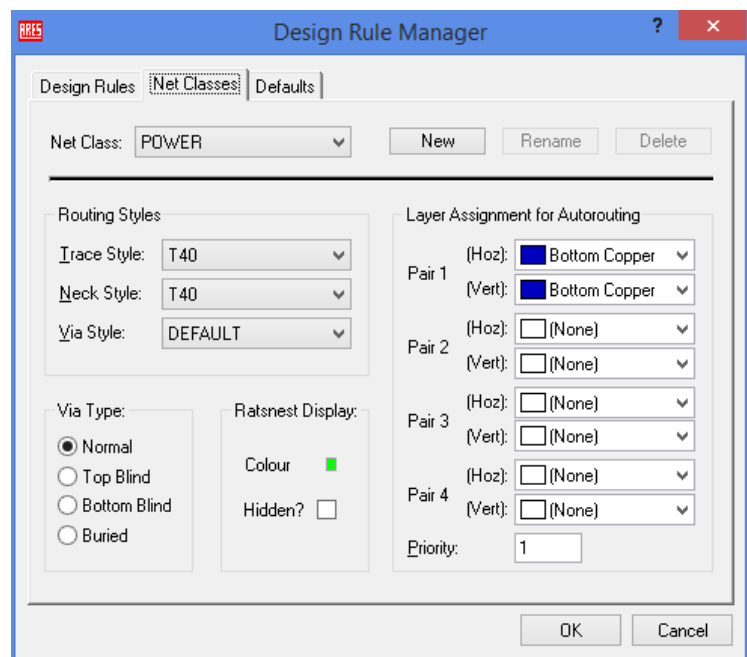 ARES Design Rule Manager ? ×
Design Rules Net Classes Defaults
Net Class: POWER New Rename Delete
Routing Styles
Trace Style: T40
Neck Style: T40
Via Style: DEFAULT
Via Type:
Normal
Top Blind
Bottom Blind
Buried
Ratsnest Display:
Colour
Hidden?
Layer Assignment for Autorouting
Pair 1
(Hoz): Bottom Copper
(Vert): Bottom Copper
Pair 2
(Hoz): (None)
(Vert): (None)
Pair 3
(Hoz): (None)
(Vert): (None)
Pair 4
(Hoz): (None)
(Vert): (None)
Priority: 1
OK Cancel